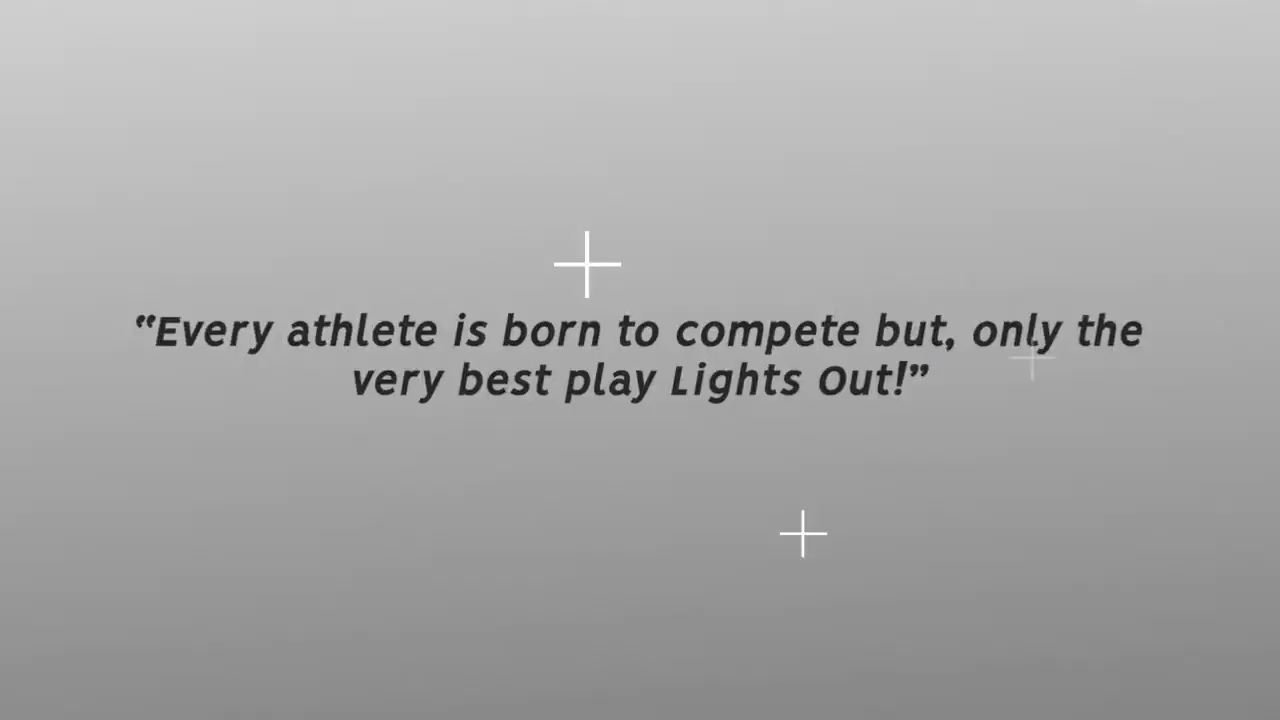 “Every athlete is born to compete but, only the
very best play Lights Out!”